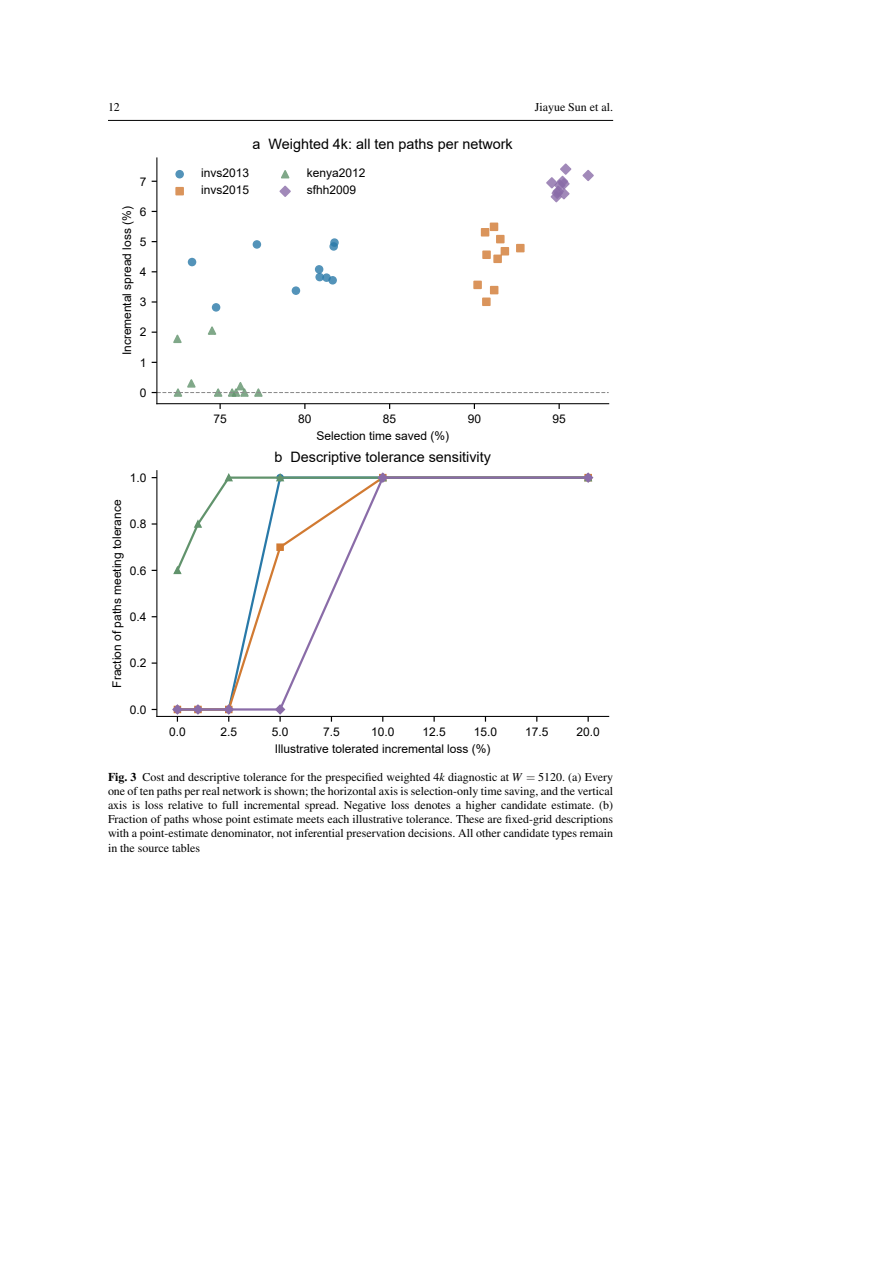 12 Jiayue Sun et al.
a Weighted 4k: all ten paths per network
invs2013 kenya2012
invs2015 sfhh2009
Incremental spread loss (%)
7
6
5
4
3
2
1
0
75 80 85 90 95
Selection time saved (%)
b Descriptive tolerance sensitivity
Fraction of paths meeting tolerance
1.0
0.8
0.6
0.4
0.2
0.0
0.0 2.5 5.0 7.5 10.0 12.5 15.0 17.5 20.0
Illustrative tolerated incremental loss (%)
Fig. 3 Cost and descriptive tolerance for the prespecified weighted 4k diagnostic at W = 5120. (a) Every
one of ten paths per real network is shown; the horizontal axis is selection-only time saving, and the vertical
axis is loss relative to full incremental spread. Negative loss denotes a higher candidate estimate. (b)
Fraction of paths whose point estimate meets each illustrative tolerance. These are fixed-grid descriptions
with a point-estimate denominator, not inferential preservation decisions. All other candidate types remain
in the source tables